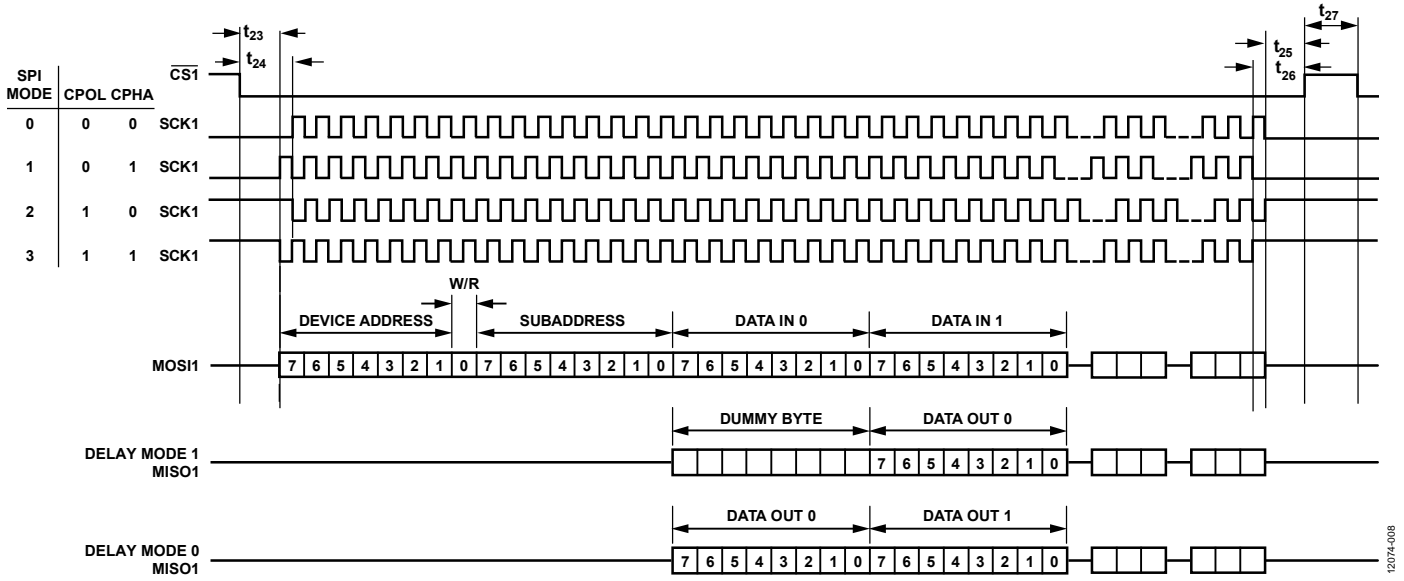 t27
t23
t25
t24
t26
SPI
MODE CPOL CPHA
CS1
0 0 0 SCK1
1 0 1 SCK1
2 1 0 SCK1
3 1 1 SCK1
W/R
DEVICE ADDRESS SUBADDRESS DATA IN 0 DATA IN 1
MOSI1 7 6 5 4 3 2 1 0 7 6 5 4 3 2 1 0 7 6 5 4 3 2 1 0 7 6 5 4 3 2 1 0
DUMMY BYTE DATA OUT 0
DELAY MODE 1
MISO1
7 6 5 4 3 2 1 0
DATA OUT 0 DATA OUT 1
DELAY MODE 0
MISO1
7 6 5 4 3 2 1 0 7 6 5 4 3 2 1 0
12074-008